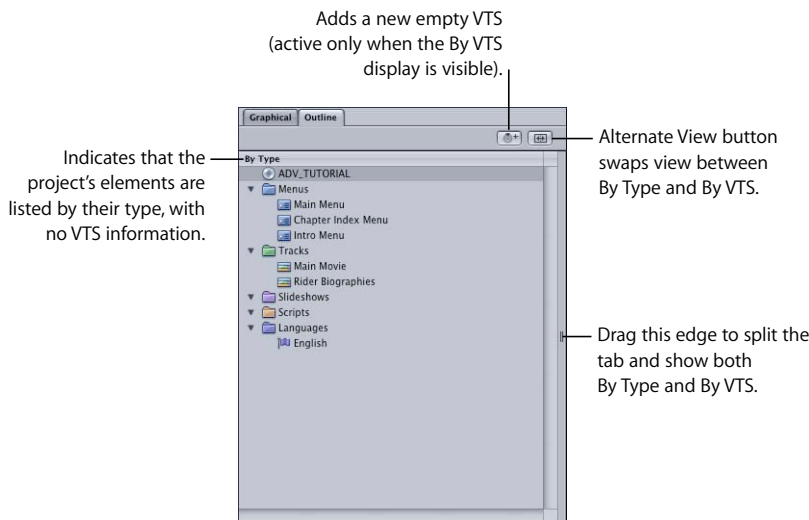 Adds a new empty VTS
(active only when the By VTS
display is visible).
Graphical
Outline
Alternate View button
swaps view between
By Type and By VTS.
Indicates that the
project's elements are
listed by their type, with
no VTS information.
By Type
ADV_TUTORIAL
Menus
Main Menu
Chapter Index Menu
Intro Menu
Tracks
Main Movie
Rider Biographies
Slideshows
Scripts
Languages
English
Drag this edge to split the
tab and show both
By Type and By VTS.